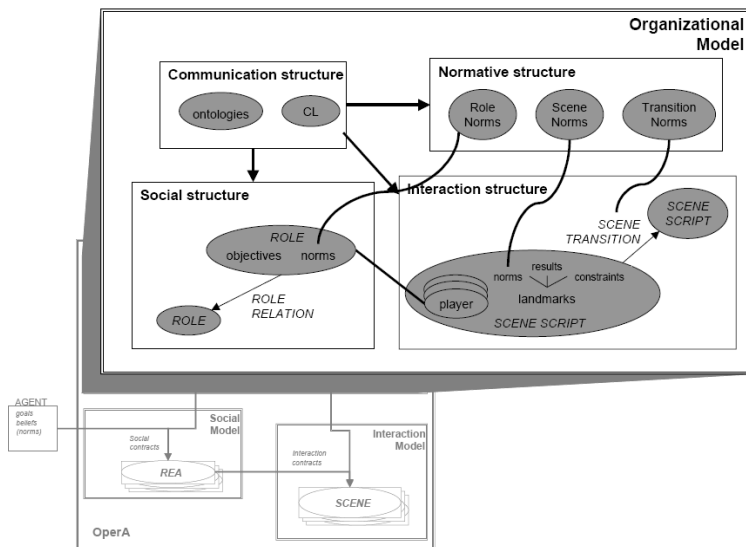 Organizational
Model
Communication structure
ontologies
CL
Normative structure
Role
Norms
Scene
Norms
Transition
Norms
Social structure
ROLE
objectives norms
ROLE
ROLE
RELATION
Interaction structure
SCENE
SCRIPT
SCENE
TRANSITION
norms
results
constraints
landmarks
player
SCENE SCRIPT
AGENT
goals
beliefs
(norms)
Social
Model
Social
contracts
REA
Interaction
Model
Interaction
contracts
SCENE
OperA